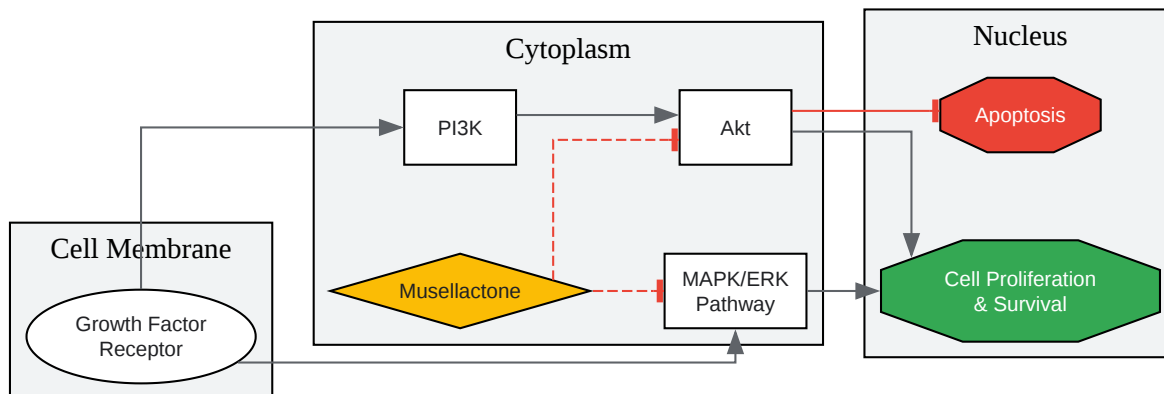 Cytoplasm
Nucleus
PI3K
Akt
Apoptosis
Cell Membrane
Growth Factor
Receptor
Musellactone
MAPK/ERK
Pathway
Cell Proliferation
& Survival